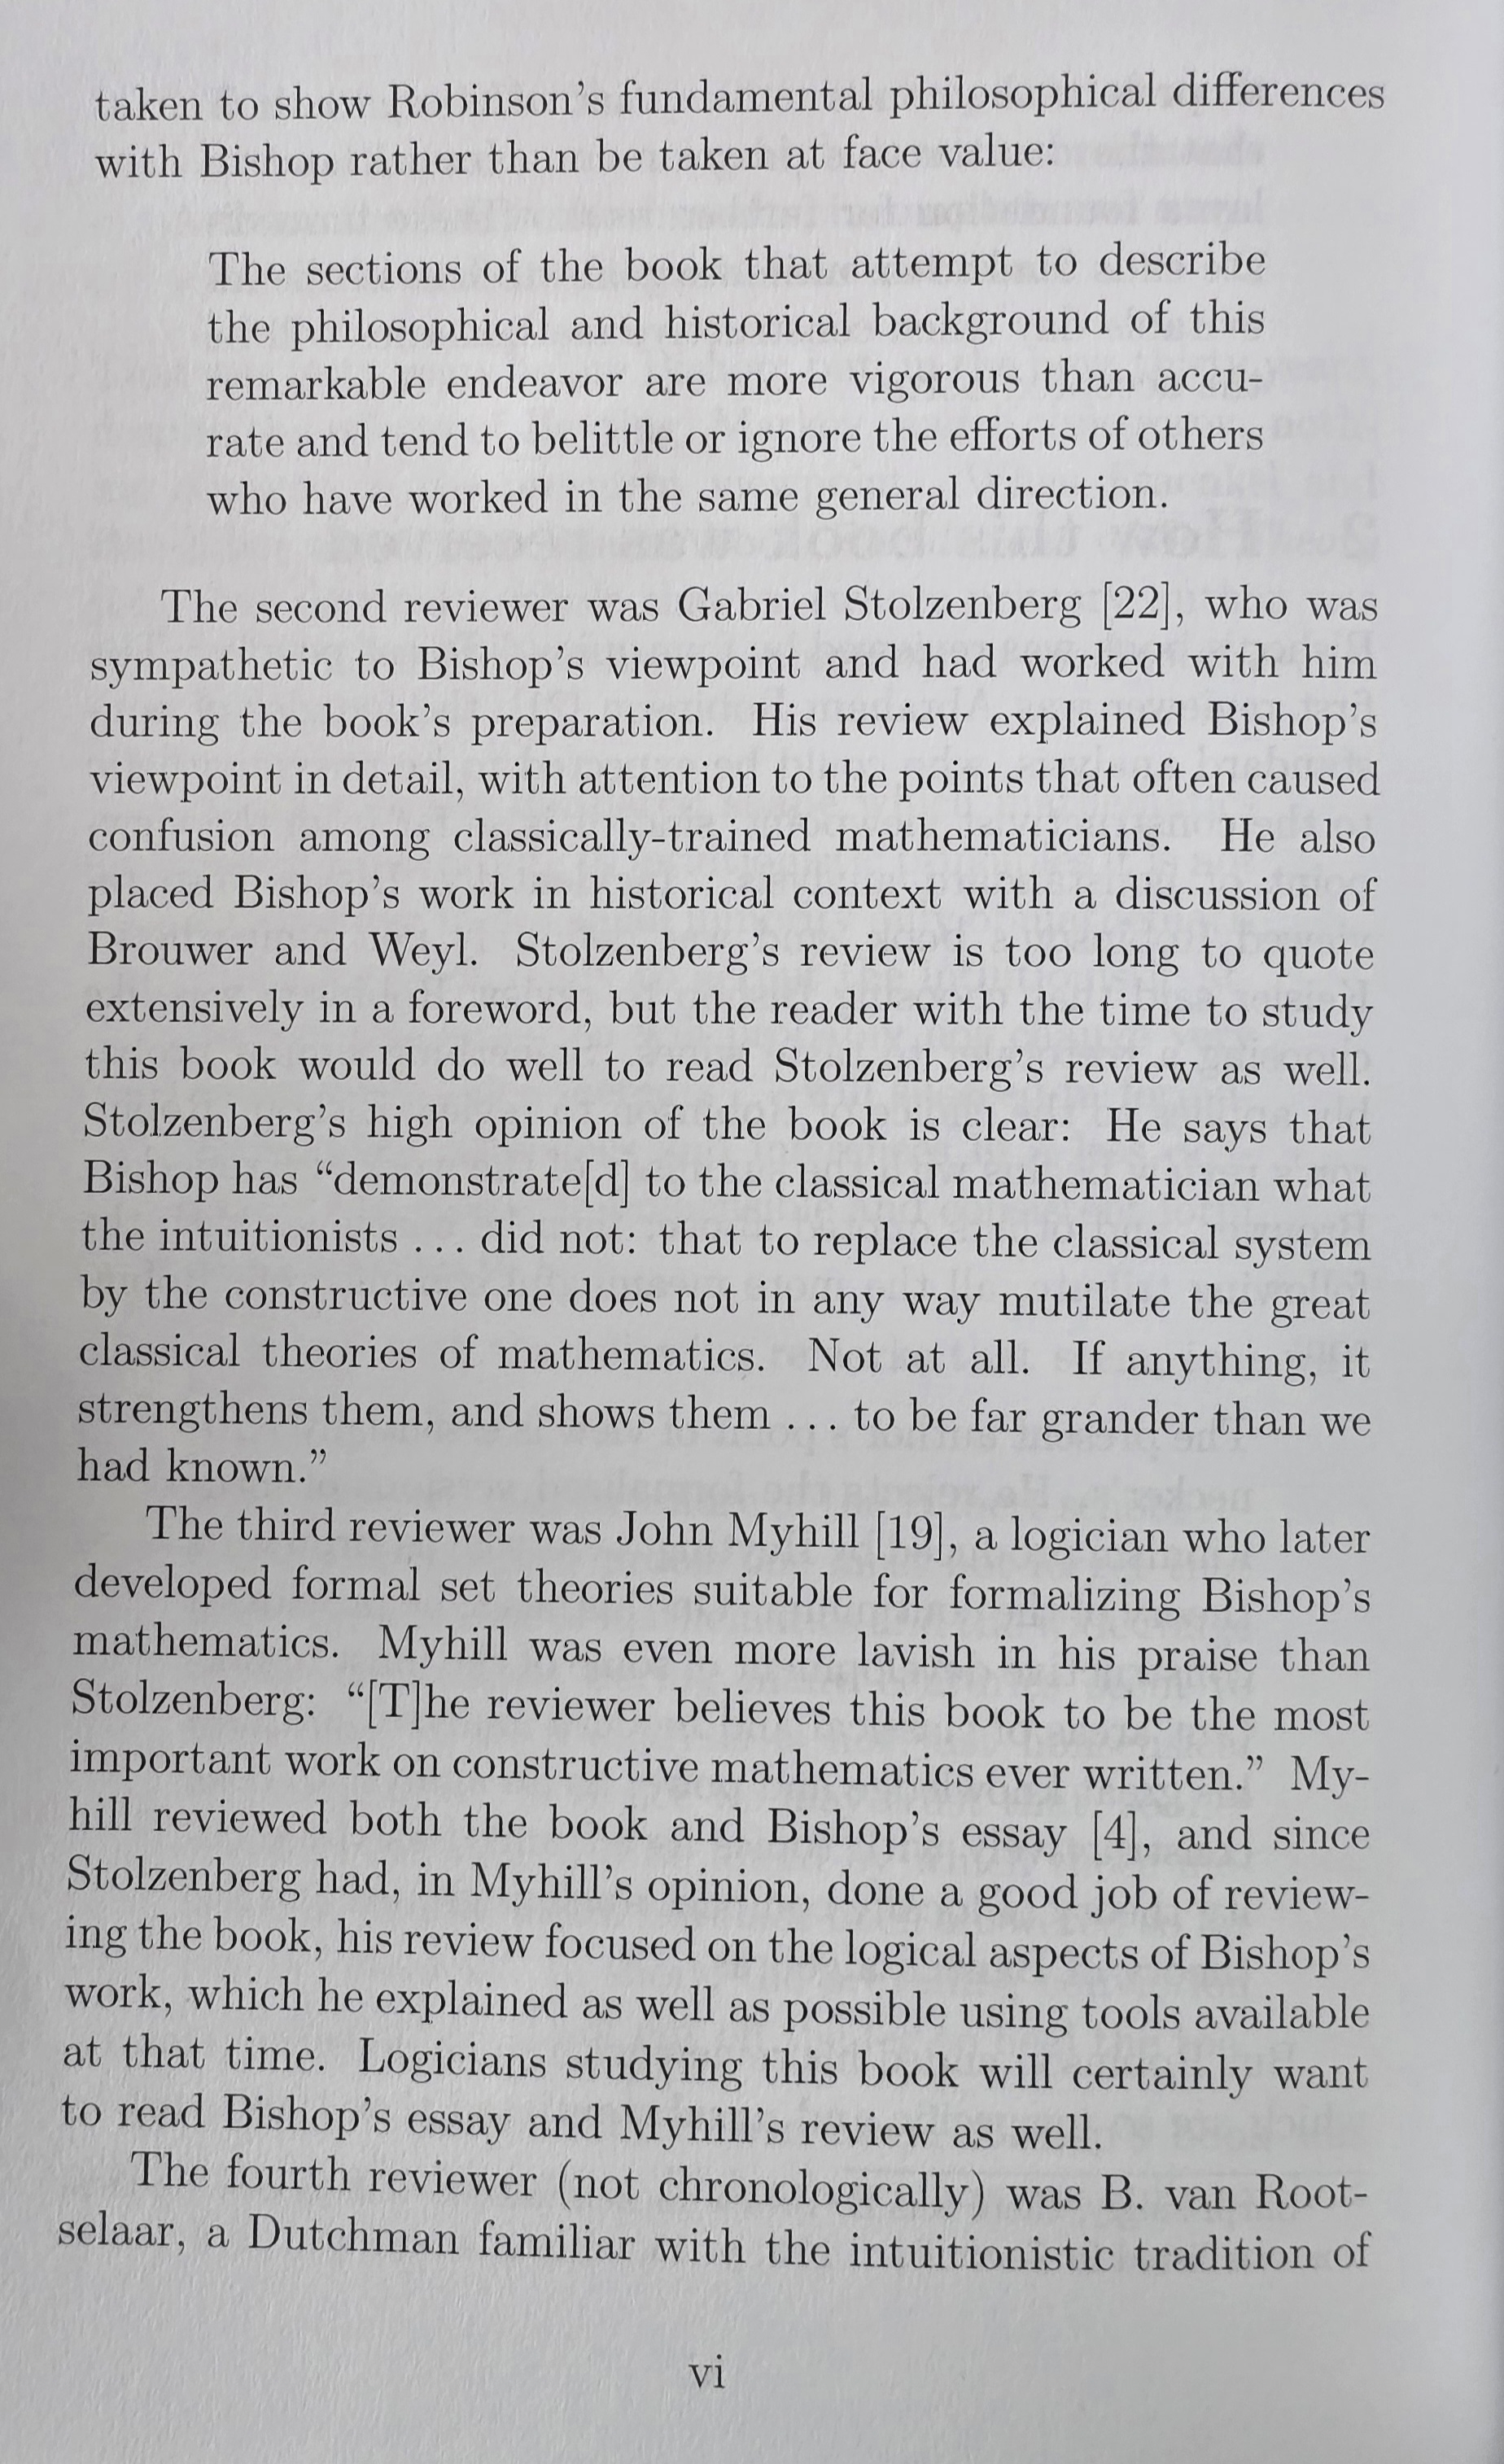 taken to show Robinson's fundamental philosophical differences
with Bishop rather than be taken at face value:
The sections of the book that attempt to describe
the philosophical and historical background of this
remarkable endeavor are more vigorous than accu-
rate and tend to belittle or ignore the efforts of others
who have worked in the same general direction.
The second reviewer was Gabriel Stolzenberg [22], who was
sympathetic to Bishop's viewpoint and had worked with him
during the book's preparation. His review explained Bishop's
viewpoint in detail, with attention to the points that often caused
confusion among classically-trained mathematicians. He also
placed Bishop's work in historical context with a discussion of
Brouwer and Weyl. Stolzenberg's review is too long to quote
extensively in a foreword, but the reader with the time to study
this book would do well to read Stolzenberg's review as well.
Stolzenberg's high opinion of the book is clear: He says that
Bishop has “demonstrate[d] to the classical mathematician what
the intuitionists ... did not: that to replace the classical system
by the constructive one does not in any way mutilate the great
classical theories of mathematics. Not at all. If anything, it
strengthens them, and shows them ... to be far grander than we
had known.”
The third reviewer was John Myhill [19], a logician who later
developed formal set theories suitable for formalizing Bishop's
mathematics. Myhill was even more lavish in his praise than
Stolzenberg: “[T]he reviewer believes this book to be the most
important work on constructive mathematics ever written.” My-
hill reviewed both the book and Bishop's essay [4], and since
Stolzenberg had, in Myhill's opinion, done a good job of review-
ing the book, his review focused on the logical aspects of Bishop's
work, which he explained as well as possible using tools available
at that time. Logicians studying this book will certainly want
to read Bishop's essay and Myhill's review as well.
The fourth reviewer (not chronologically) was B. van Root-
selaar, a Dutchman familiar with the intuitionistic tradition of
vi